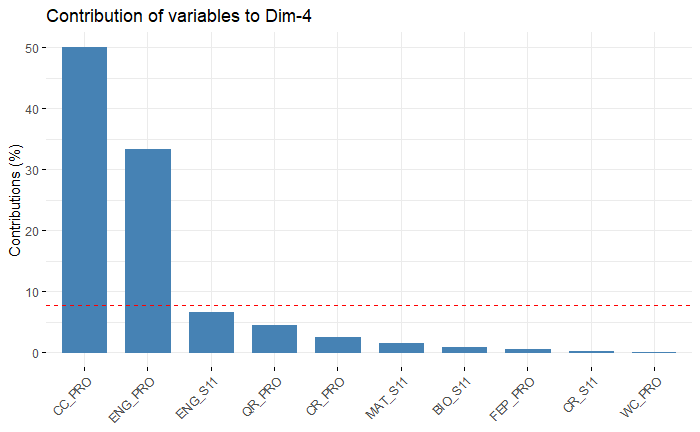 Contribution of variables to Dim-4
Contributions (%)
50
40
30
20
10
0
CC_PRO
ENG_PRO
ENG_S11
QR_PRO
CR_PRO
MAT_S11
BIO_S11
FEP_PRO
CR_S11
WC_PRO